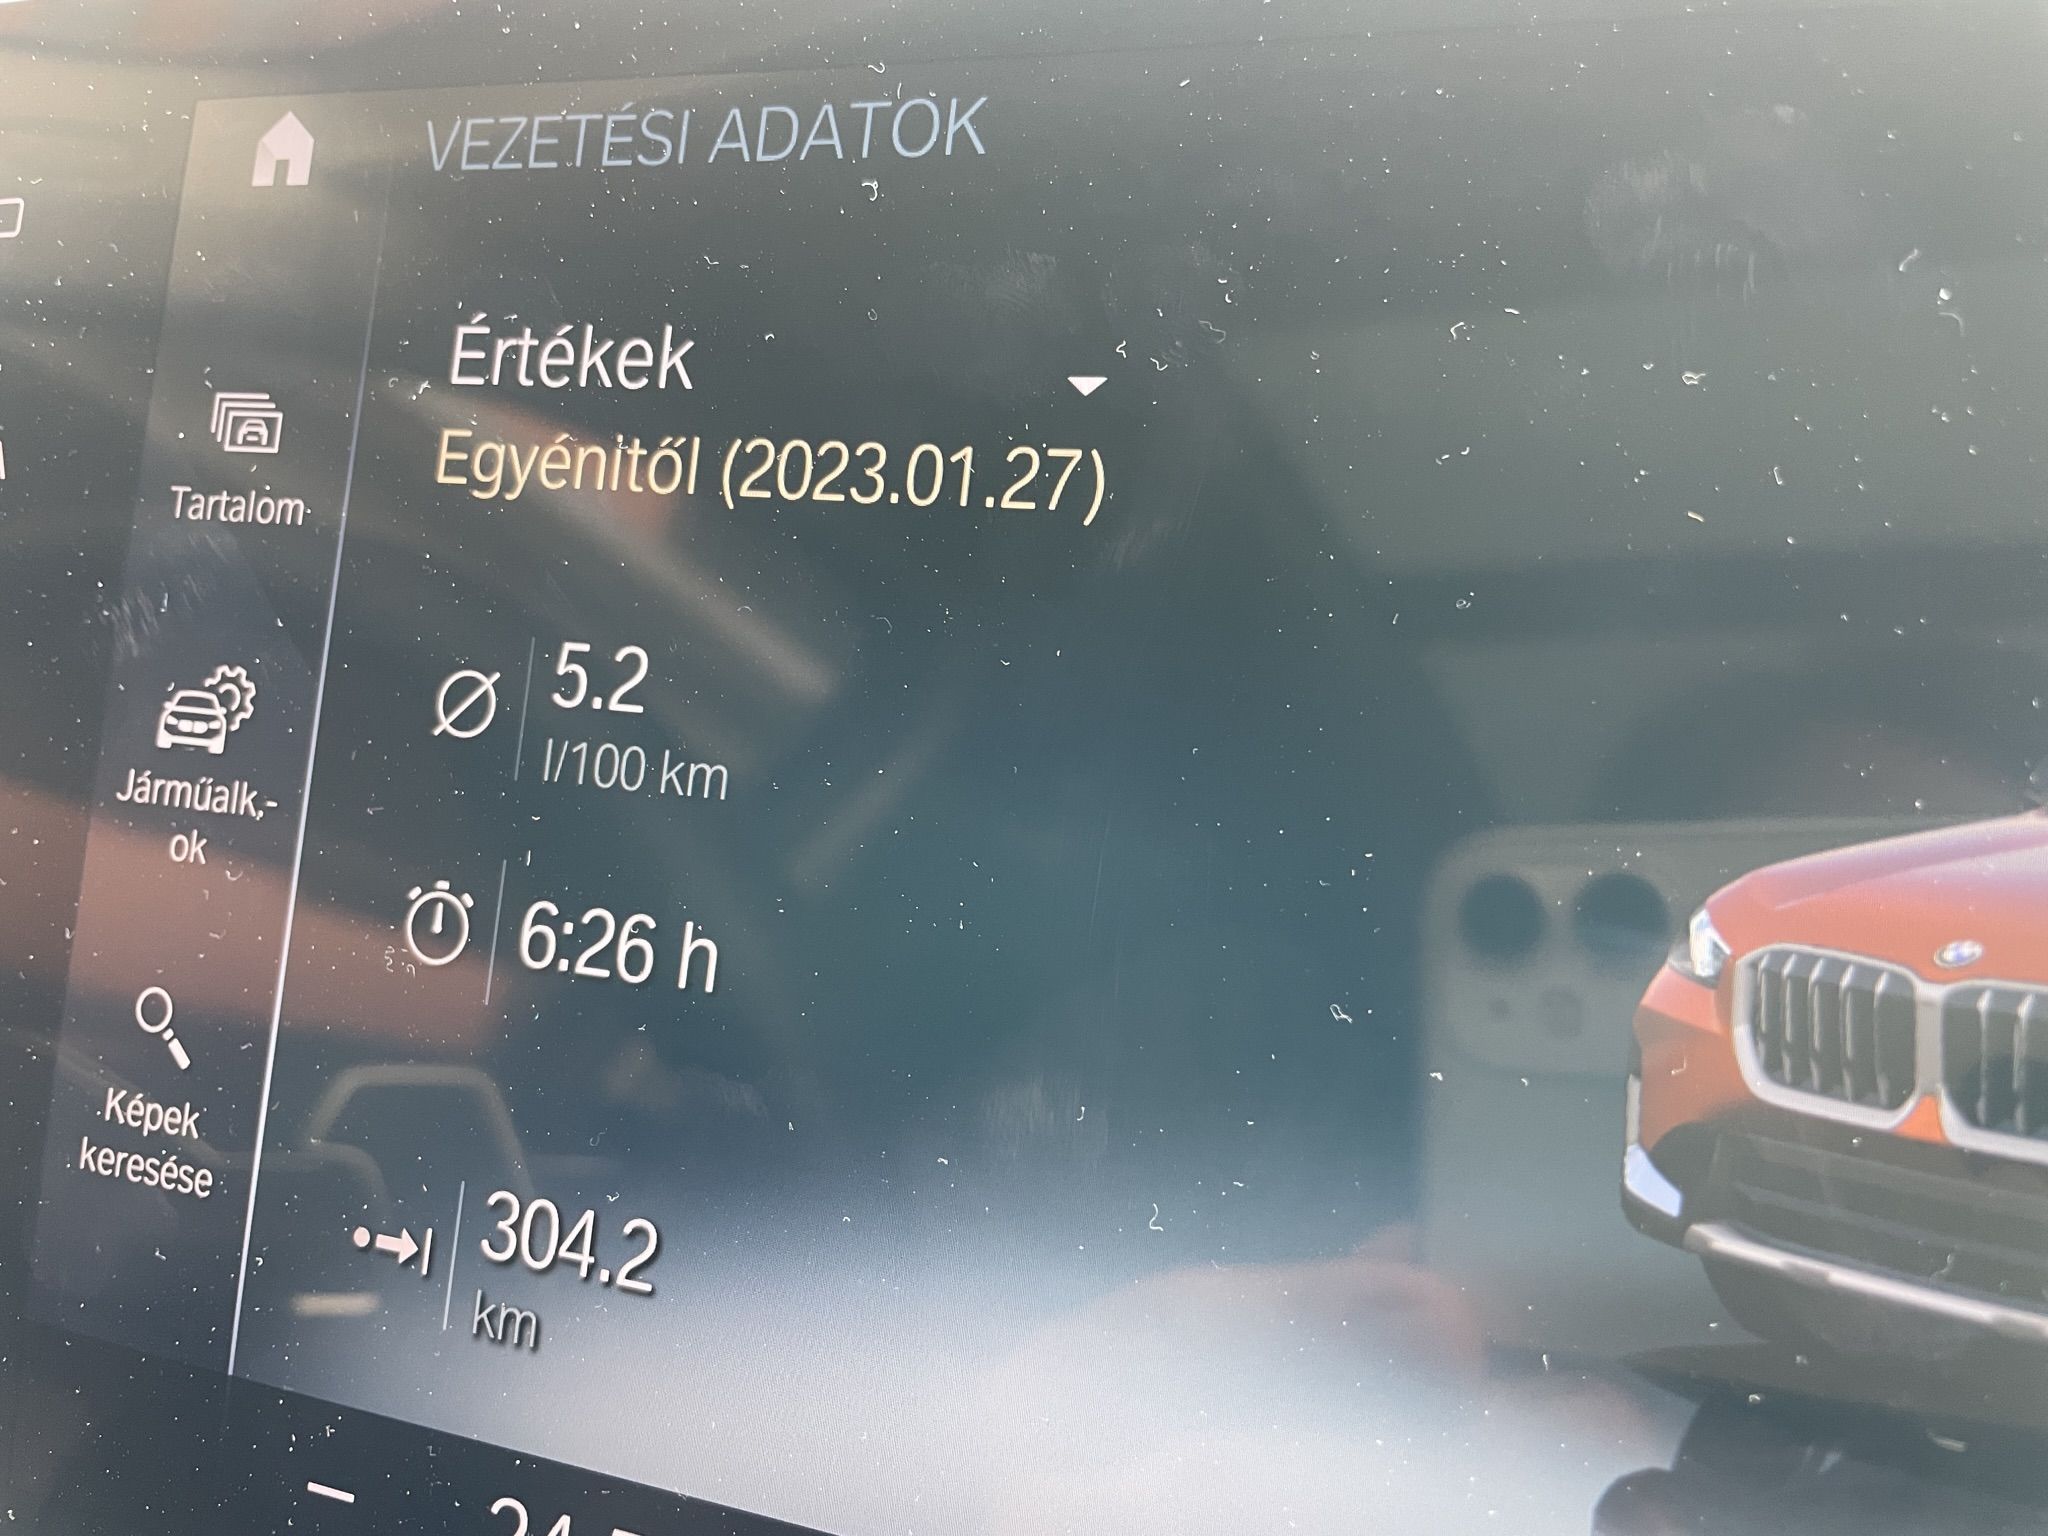 VEZETÉSI ADATOK
Értékek
Egyénitől (2023.01.27)
Tartalom
5.2
l/100 km
Járműalk.-
ok
6:26 h
Képek
keresése
304.2
km